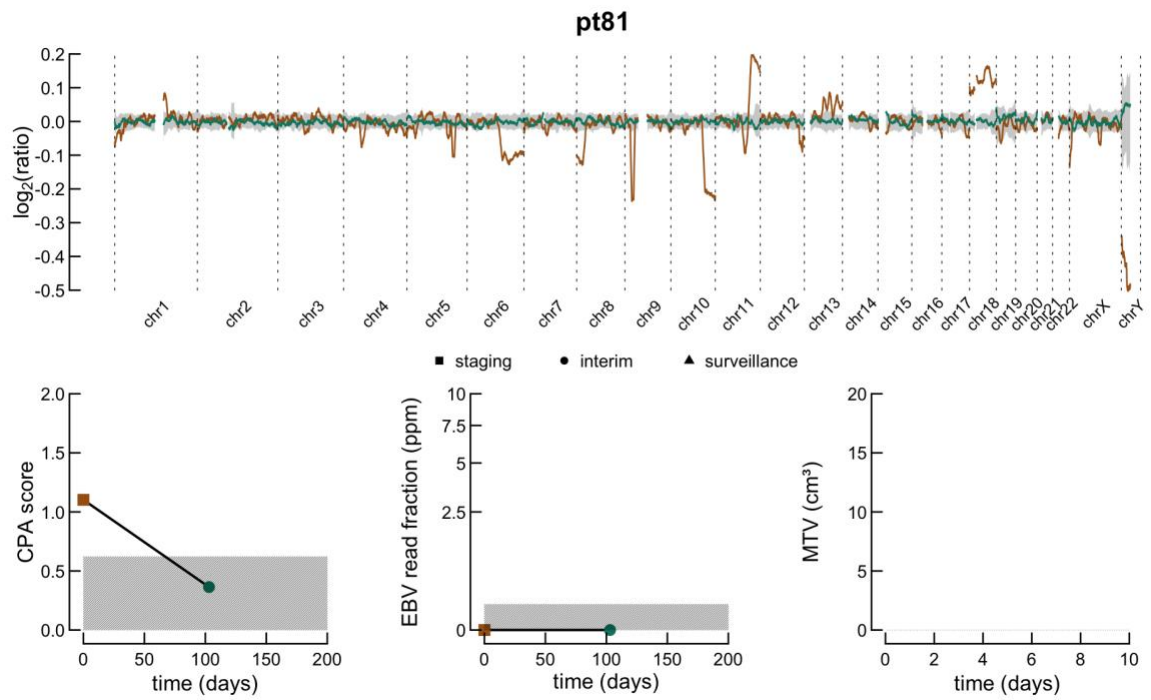 pt81
log2(ratio)
0.2
0.1
0.0
-0.1
-0.2
-0.3
-0.4
-0.5
chr1 chr2 chr3 chr4 chr5 chr6 chr7 chr8 chr9 chr10 chr11 chr12 chr13 chr14 chr15 chr16 chr17 chr18 chr19 chr20 chr21 chr22 chrX chrY
staging interim surveillance
CPA score
2.0
1.5
1.0
0.5
0.0
0 50 100 150 200
time (days)
EBV read fraction (ppm)
10
7.5
5
2.5
0
0 50 100 150 200
time (days)
MTV (cm³)
20
15
10
5
0
0 2 4 6 8 10
time (days)